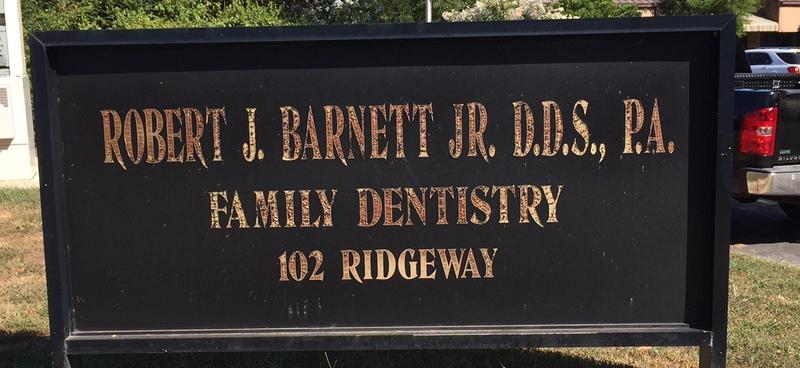 ROBERT J. BARNETT JR. D.D.S., P.A.
FAMILY DENTISTRY
102 RIDGEWAY